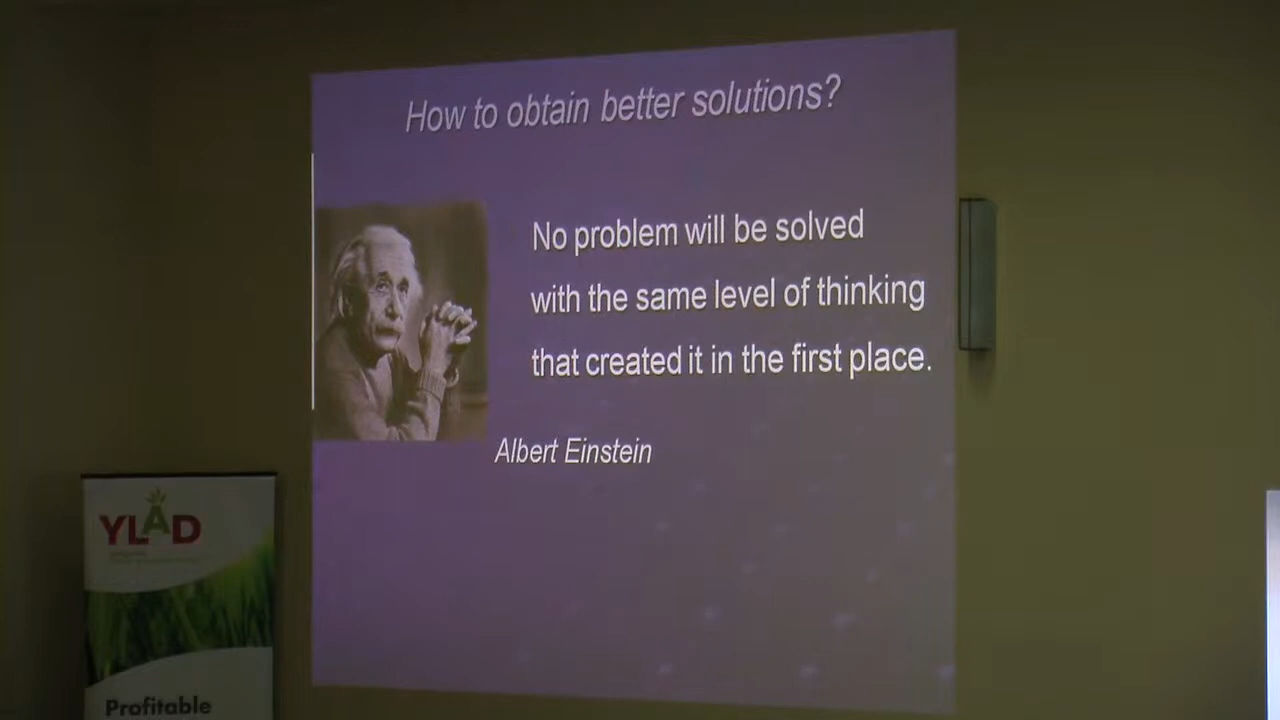 How to obtain better solutions?
No problem will be solved
with the same level of thinking
that created it in the first place.
Albert Einstein
YLAD
Profitable